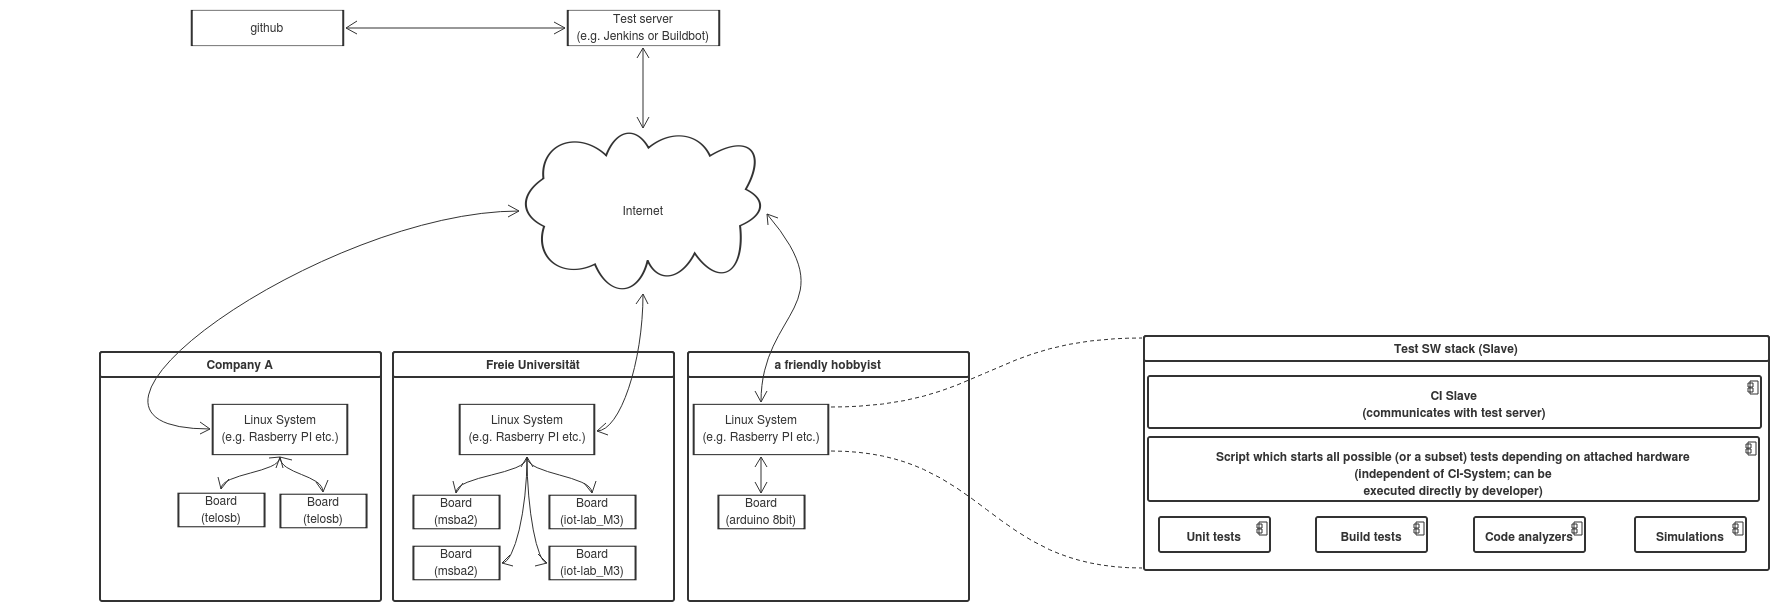 github
Test server
(e.g. Jenkins or Buildbot)
Internet
Company A
Linux System
(e.g. Rasberry PI etc.)
Board
(telosb)
Board
(telosb)
Freie Universität
Linux System
(e.g. Rasberry PI etc.)
Board
(msba2)
Board
(iot-lab_M3)
Board
(msba2)
Board
(iot-lab_M3)
a friendly hobbyist
Linux System
(e.g. Rasberry PI etc.)
Board
(arduino 8bit)
Test SW stack (Slave)
CI Slave
(communicates with test server)
Script which starts all possible (or a subset) tests depending on attached hardware
(independent of CI-System; can be
executed directly by developer)
Unit tests
Build tests
Code analyzers
Simulations